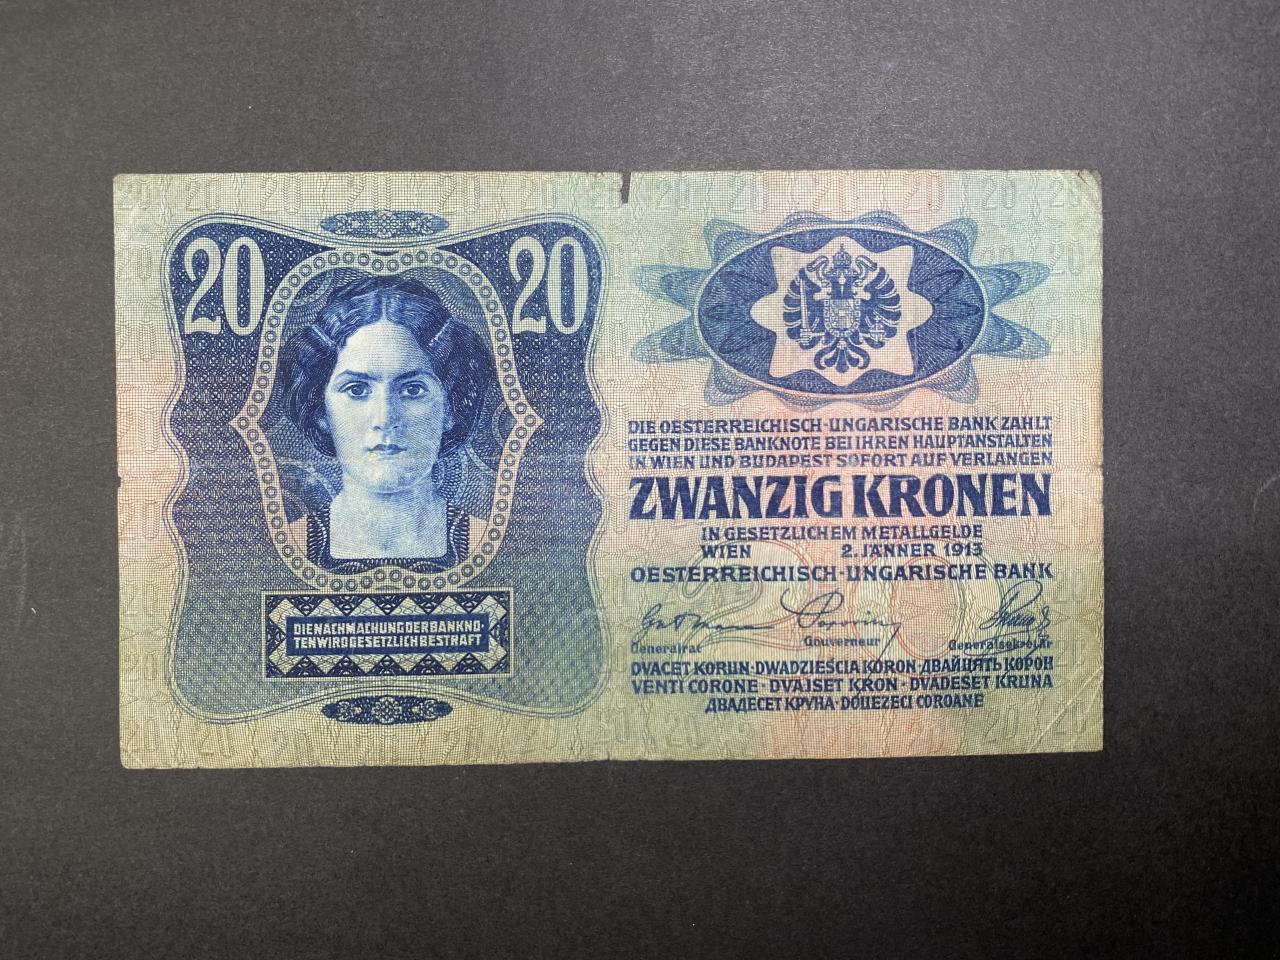 20 20
DIE OESTERREICHISCH-UNGARISCHE BANK ZAHLT
GEGEN DIESE BANKNOTE BEI IHREN HAUPTANSTALTEN
IN WIEN UND BUDAPEST SOFORT AUF VERLANGEN
ZWANZIG KRONEN
IN GESETZLICHEM METALLGELDE
WIEN 2. JÄNNER 1913
OESTERREICHISCH-UNGARISCHE BANK
Generalrat Gouverneur Generalsekretär
DVACET KORUN · DWADZIEŚCIA KORON · ДВАЙЦЯТЬ КОРОН
VENTI CORONE · DVAJSET KRON · DVADESET KRUNA
ДВАДЕСЕТ КРУНА · DOUEZECI COROANE
DIE NACHMACHUNG DER BANKNO-
TEN WIRD GESETZLICH BESTRAFT